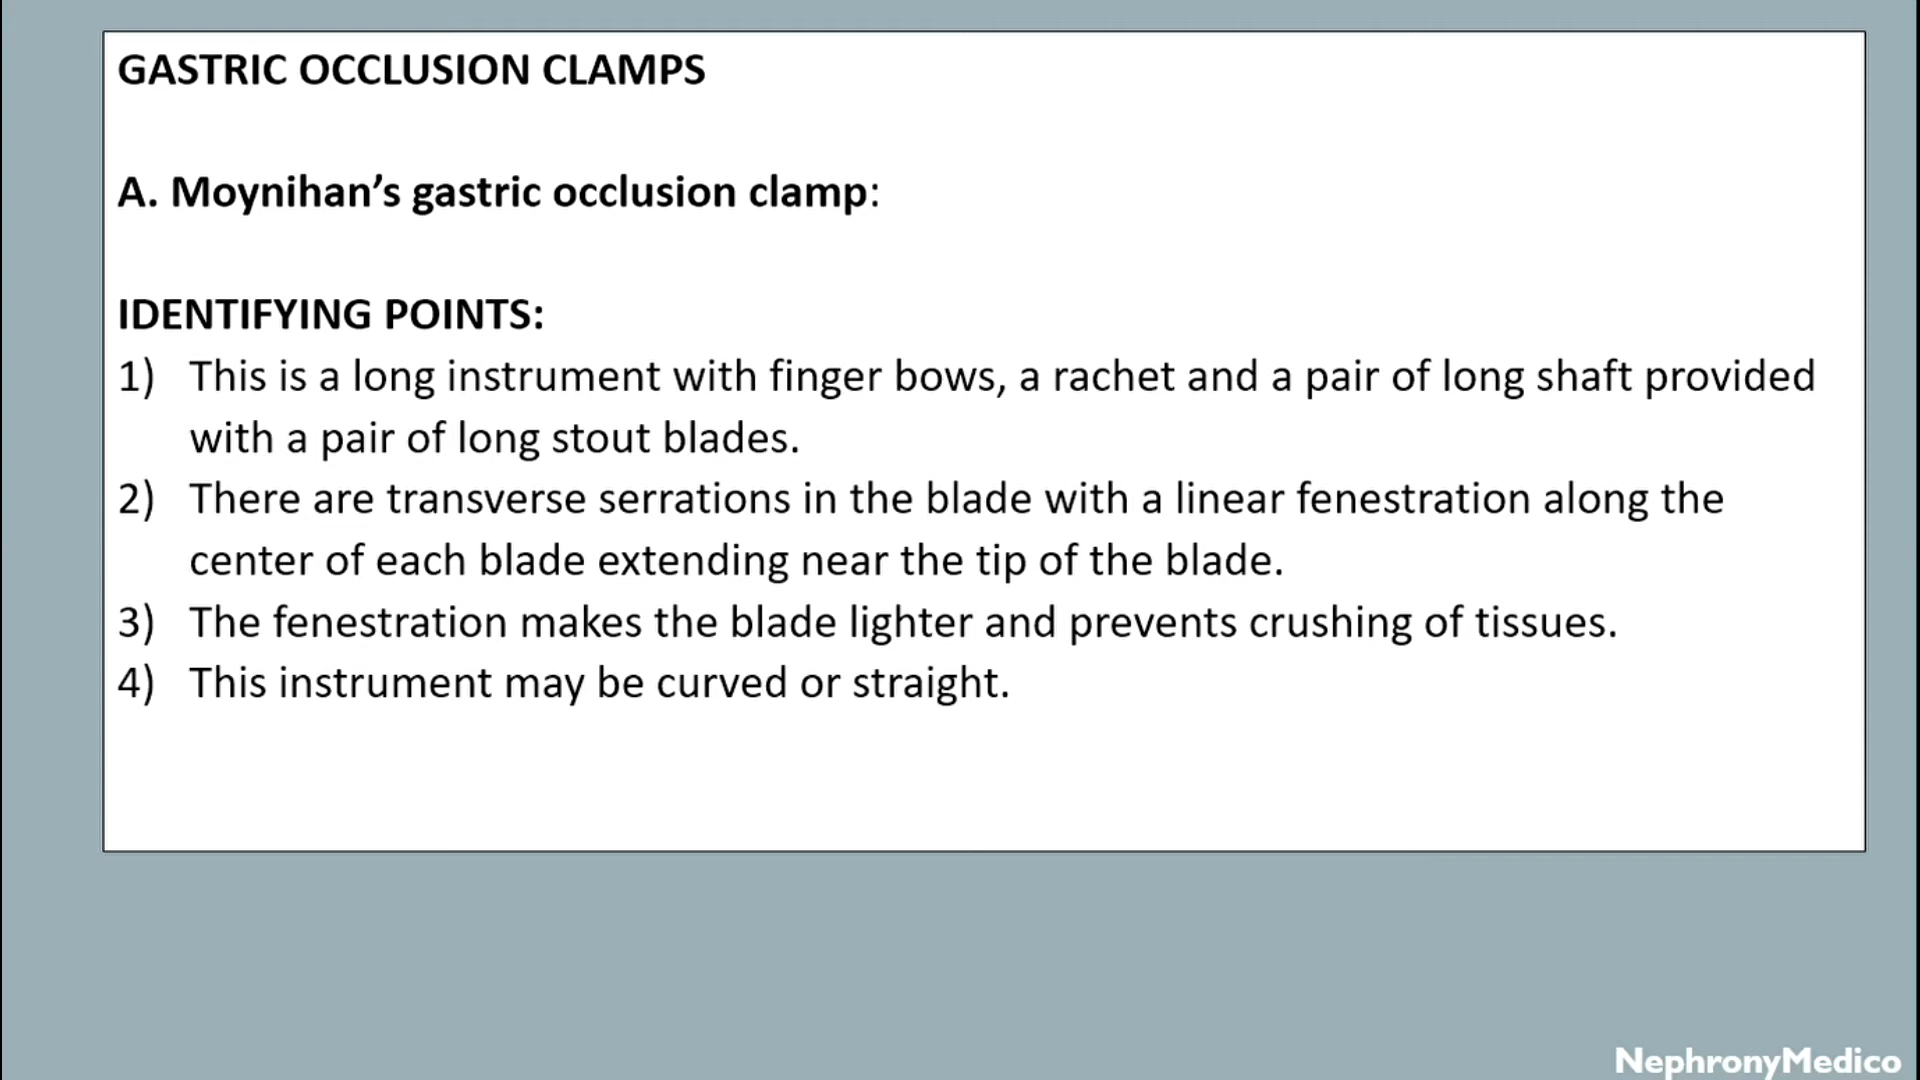 GASTRIC OCCLUSION CLAMPS
A. Moynihan’s gastric occlusion clamp:
IDENTIFYING POINTS:
1) This is a long instrument with finger bows, a rachet and a pair of long shaft provided
with a pair of long stout blades.
2) There are transverse serrations in the blade with a linear fenestration along the
center of each blade extending near the tip of the blade.
3) The fenestration makes the blade lighter and prevents crushing of tissues.
4) This instrument may be curved or straight.
NephronyMedico